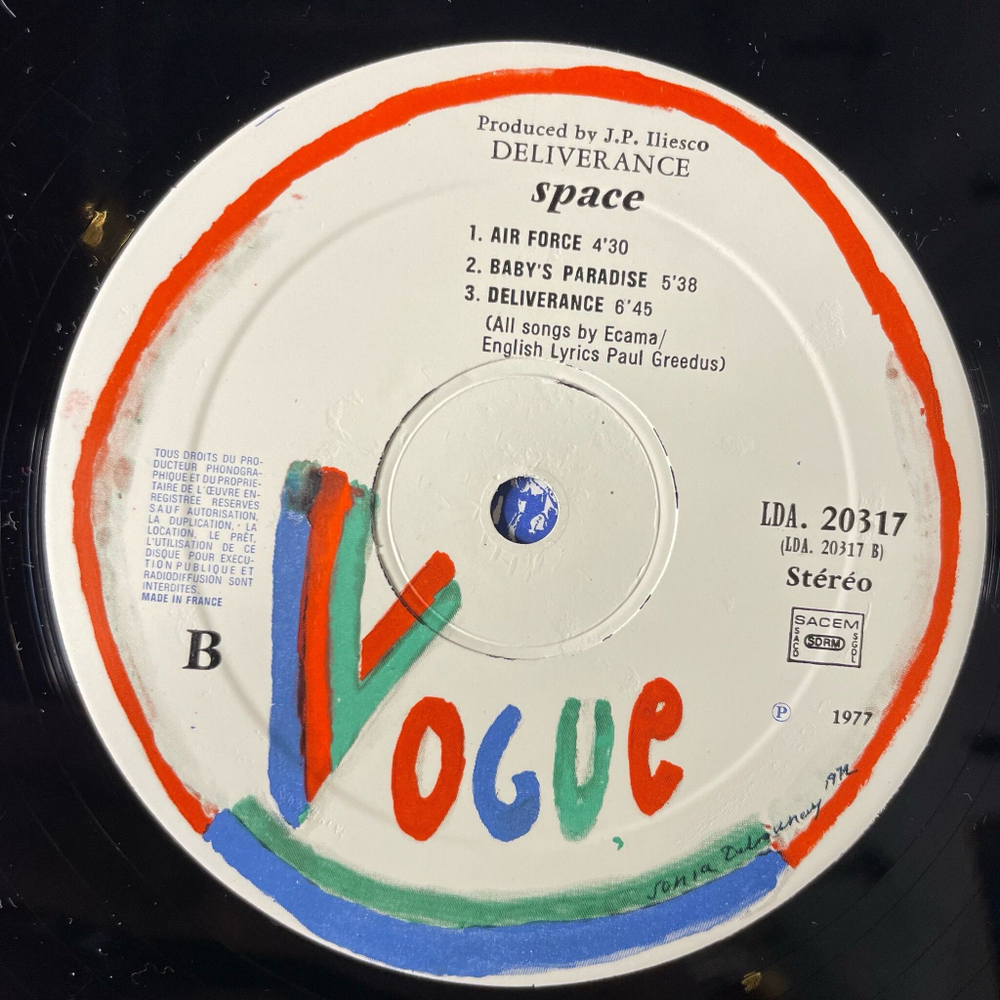 Produced by J.P. Iliesco
DELIVERANCE
space
1. AIR FORCE 4'30
2. BABY'S PARADISE 5'38
3. DELIVERANCE 6'45
(All songs by Ecama/
English Lyrics Paul Greedus)
TOUS DROITS DU PRO-
DUCTEUR PHONOGRA-
PHIQUE ET DU PROPRIE-
TAIRE DE L'ŒUVRE EN-
REGISTREE RESERVES
SAUF AUTORISATION,
LA DUPLICATION, LA
LOCATION, LE PRÊT,
L'UTILISATION DE CE
DISQUE POUR EXECU-
TION PUBLIQUE ET
RADIODIFFUSION SONT
INTERDITES.
MADE IN FRANCE
B
LDA. 20317
(LDA. 20317 B)
Stéréo
SACEM
SACD
SDRM
SGDL
VOGUE
℗ 1977
Sonia Delaunay 1972